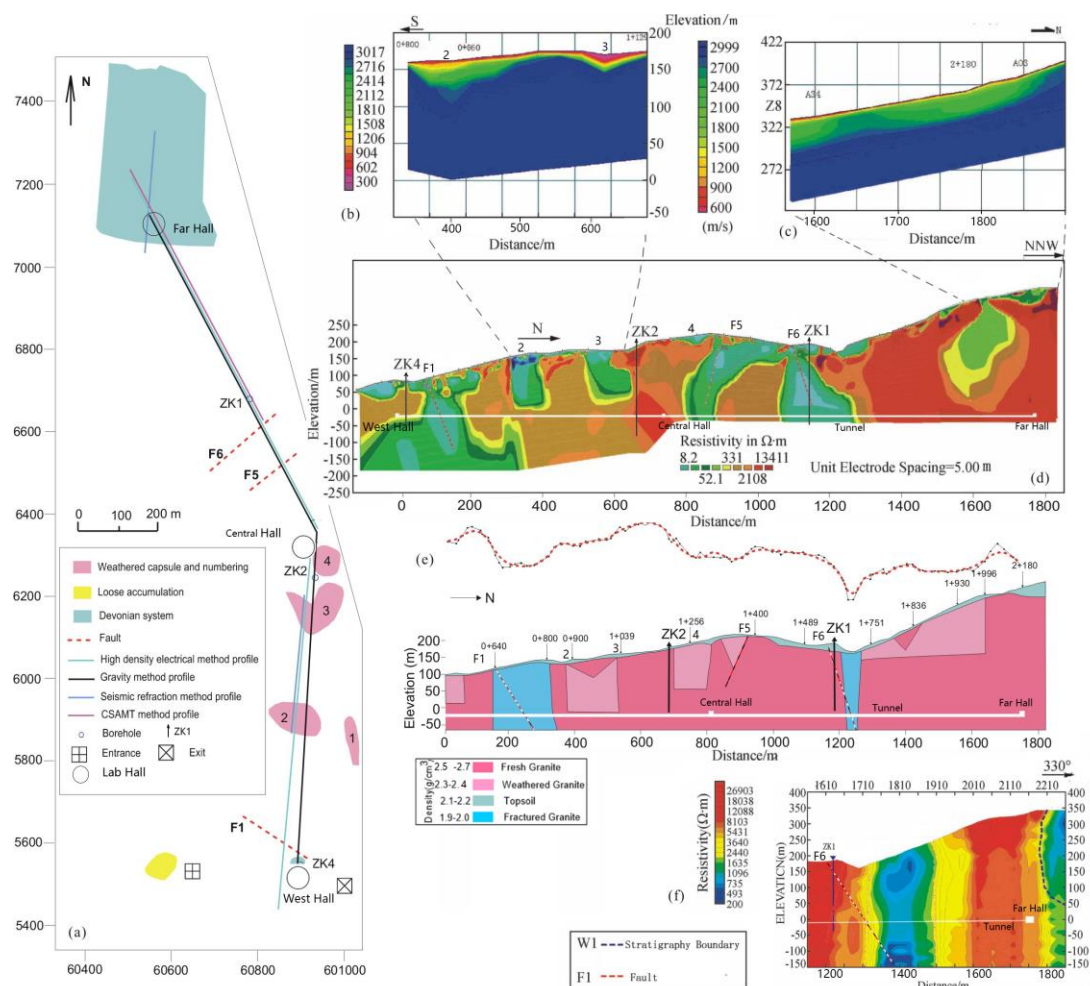 N
7400
7200
7000
6800
6600
6400
6200
6000
5800
5600
5400
60400
60600
60800
601000
Far Hall
ZK1
F6
F5
0
200 m
Central Hall
ZK2
4
3
2
1
F1
ZK4
West Hall
(a)
Weathered capsule and numbering
Loose accumulation
Devonian system
Fault
High density electrical method profile
Gravity method profile
Seismic refraction method profile
CSAMT method profile
Borehole
ZK1
Entrance
Exit
Lab Hall
S
0+800
2
0+960
3
Elevation/m
200
150
100
50
0
-50
3017
2716
2414
2112
1810
1508
1206
904
602
300
(b)
400
500
600
Distance/m
N
422
372
322
272
Z8
A34
2+180
A03
2999
2800
2400
2100
1800
1500
1200
900
600
(m/s)
(c)
1600
1700
1800
Distance/m
NNW
Elevation/m
250
200
150
100
50
0
-50
-100
-150
-200
-250
ZK4
F1
N
2
3
ZK2
4
F5
F6
ZK1
West Hall
Central Hall
Tunnel
Far Hall
Resistivity in Ω·m
8.2
331
13411
52.1
2108
Unit Electrode Spacing=5.00 m
(d)
0
200
400
600
800
1000
1200
1400
1600
1800
Distance/m
(e)
N
Elevation (m)
200
150
100
50
0
-50
F1
0+640
0+800
0+900
2
1+039
3
ZK2
1+256
4
F5
1+400
1+489
F6
ZK1
1+751
1+836
1+930
1+996
2+180
Central Hall
Tunnel
Far Hall
0
200
400
600
800
1000
1200
1400
1600
1800
Distance/m
Density(g/cm³)
2.5 -2.7 Fresh Granite
2.3-2.4 Weathered Granite
2.1-2.2 Topsoil
1.9-2.0 Fractured Granite
(f)
Resistivity(Ω·m)
26903
18038
12088
8103
5431
3640
2440
1635
1096
735
493
200
330°
1610
1710
1810
1910
2010
2110
2210
ELEVATICN(m)
400
350
300
250
200
150
100
50
0
-50
-100
-150
400
350
300
250
200
150
100
50
0
-50
-100
-150
F6
ZK1
Far Hall
Tunnel
1200
1400
1600
1800
Distance/m
W1
Stratigraphy Boundary
F1
Fault